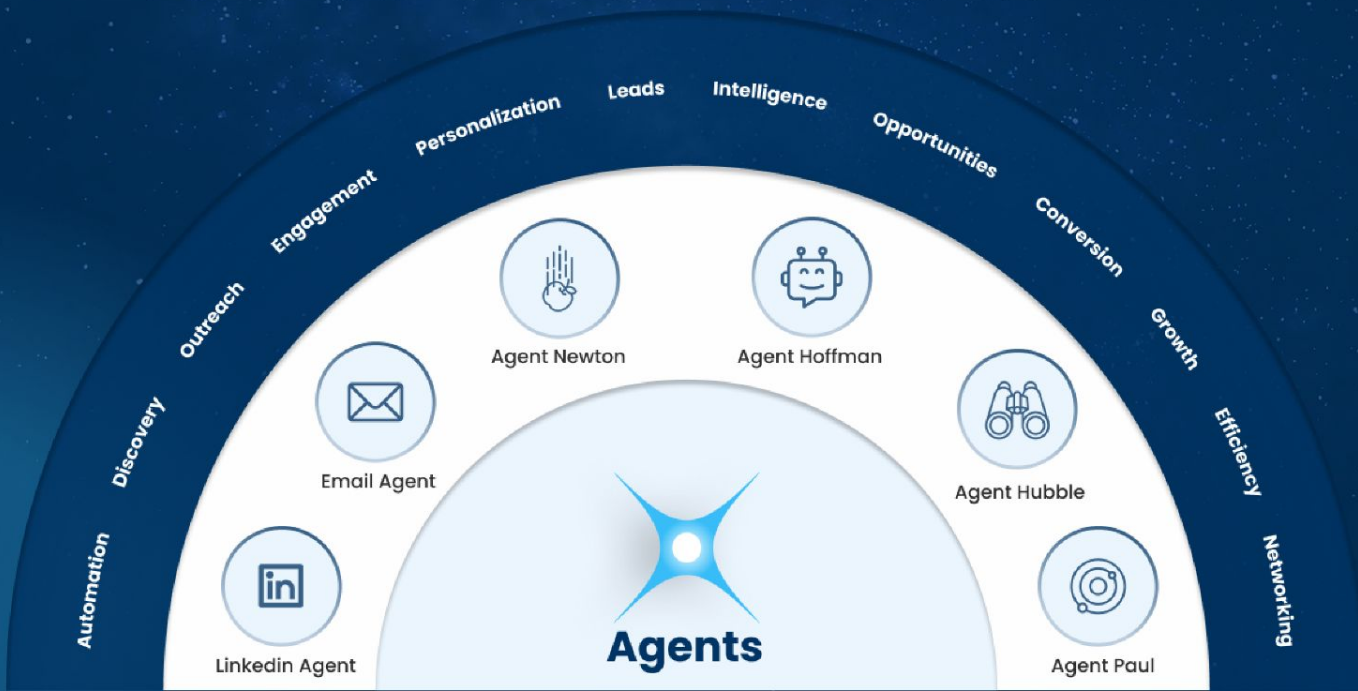 Automation
Discovery
Outreach
Engagement
Personalization
Leads
Intelligence
Opportunities
Conversion
Growth
Efficiency
Networking
Linkedin Agent
Email Agent
Agent Newton
Agent Hoffman
Agent Hubble
Agent Paul
in
Agents